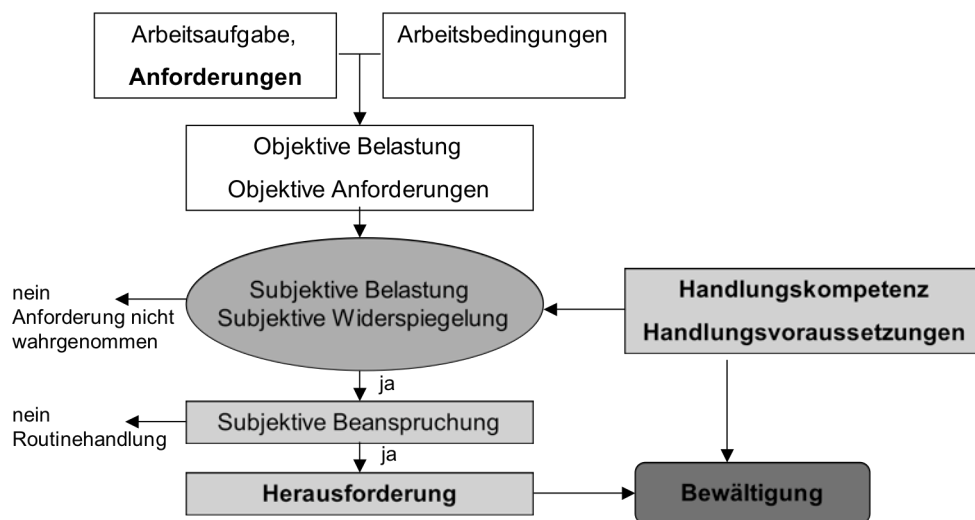 Arbeitsaufgabe,
Anforderungen
Arbeitsbedingungen
Objektive Belastung
Objektive Anforderungen
Subjektive Belastung
Subjektive Widerspiegelung
nein
Anforderung nicht
wahrgenommen
Handlungskompetenz
Handlungsvoraussetzungen
ja
Subjektive Beanspruchung
nein
Routinehandlung
ja
Herausforderung
Bewältigung